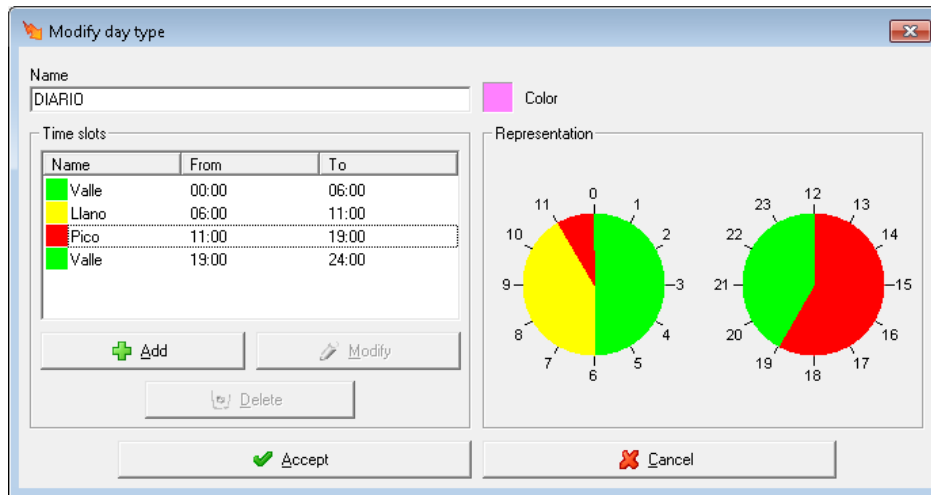 Modify day type
Name
DIARIO
Color
Time slots
Name From To
Valle 00:00 06:00
Llano 06:00 11:00
Pico 11:00 19:00
Valle 19:00 24:00
Add
Modify
Delete
Representation
0
11 1
10 2
9 3
8 4
7 5
6
12
23 13
22 14
21 15
20 16
19 17
18
Accept
Cancel